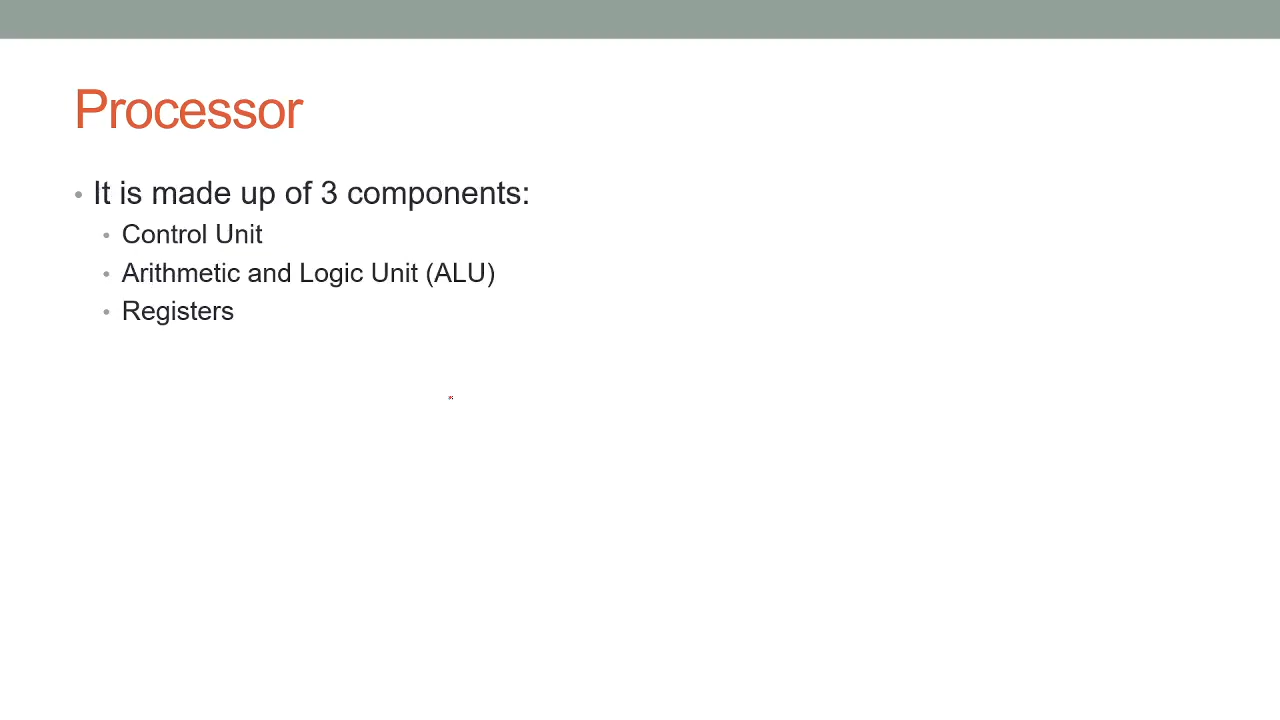 Processor
• It is made up of 3 components:
• Control Unit
• Arithmetic and Logic Unit (ALU)
• Registers